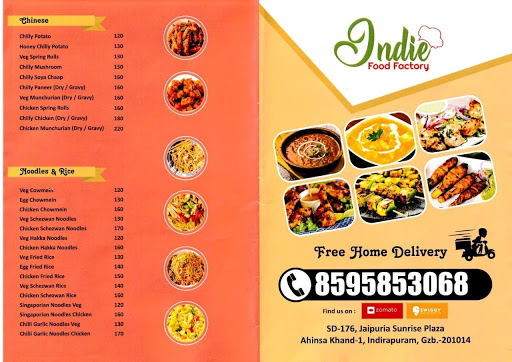 Chinese
Chilly Potato 120
Honey Chilly Potato 130
Veg Spring Rolls 130
Chilly Mushroom 150
Chilly Soya Chaap 160
Chilly Paneer (Dry / Gravy) 160
Veg Munchurian (Dry / Gravy) 160
Chicken Spring Rolls 160
Chilly Chicken (Dry / Gravy) 180
Chicken Munchurian (Dry / Gravy) 220
Noodles & Rice
Veg Cowmein 120
Egg Chowmein 130
Chicken Chowmein 160
Veg Schezwan Noodles 130
Chicken Schezwan Noodles 170
Veg Hakka Noodles 120
Chicken Hakka Noodles 160
Veg Fried Rice 130
Egg Fried Rice 140
Chicken Fried Rice 150
Veg Schezwan Rice 140
Chicken Schezwan Rice 160
Singaporian Noodles Veg 120
Singaporian Noodles Chicken 160
Chilli Garlic Noodles Veg 130
Chilli Garlic Noodles Chicken 170
Indie
Food Factory
Free Home Delivery
8595853068
Find us on : zomato SWIGGY
SD-176, Jaipuria Sunrise Plaza
Ahinsa Khand-1, Indirapuram, Gzb.-201014